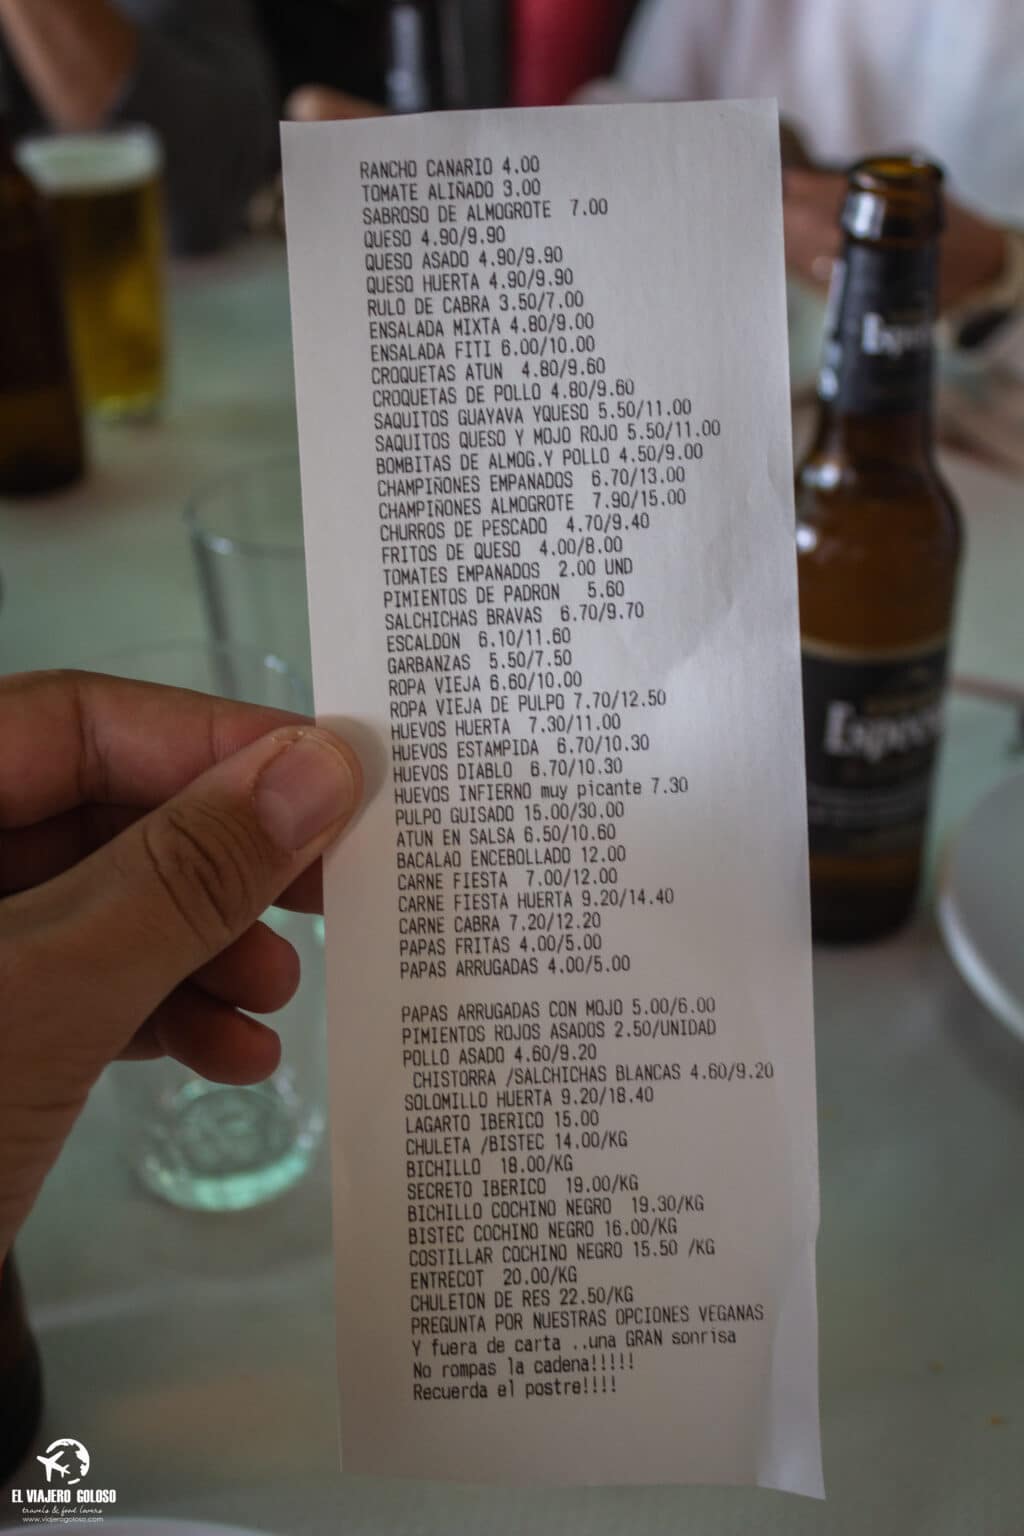 RANCHO CANARIO 4.00
TOMATE ALIÑADO 3.00
SABROSO DE ALMOGROTE 7.00
QUESO 4.90/9.90
QUESO ASADO 4.90/9.90
QUESO HUERTA 4.90/9.90
RULO DE CABRA 3.50/7.00
ENSALADA MIXTA 4.80/9.00
ENSALADA FITI 6.00/10.00
CROQUETAS ATUN 4.80/9.60
CROQUETAS DE POLLO 4.80/9.60
SAQUITOS GUAYAVA YQUESO 5.50/11.00
SAQUITOS QUESO Y MOJO ROJO 5.50/11.00
BOMBITAS DE ALMOG.Y POLLO 4.50/9.00
CHAMPIÑONES EMPANADOS 6.70/13.00
CHAMPIÑONES ALMOGROTE 7.90/15.00
CHURROS DE PESCADO 4.70/9.40
FRITOS DE QUESO 4.00/8.00
TOMATES EMPANADOS 2.00 UND
PIMIENTOS DE PADRON 5.60
SALCHICHAS BRAVAS 6.70/9.70
ESCALDON 6.10/11.60
GARBANZAS 5.50/7.50
ROPA VIEJA 6.60/10.00
ROPA VIEJA DE PULPO 7.70/12.50
HUEVOS HUERTA 7.30/11.00
HUEVOS ESTAMPIDA 6.70/10.30
HUEVOS DIABLO 6.70/10.30
HUEVOS INFIERNO muy picante 7.30
PULPO GUISADO 15.00/30.00
ATUN EN SALSA 6.50/10.60
BACALAO ENCEBOLLADO 12.00
CARNE FIESTA 7.00/12.00
CARNE FIESTA HUERTA 9.20/14.40
CARNE CABRA 7.20/12.20
PAPAS FRITAS 4.00/5.00
PAPAS ARRUGADAS 4.00/5.00
PAPAS ARRUGADAS CON MOJO 5.00/6.00
PIMIENTOS ROJOS ASADOS 2.50/UNIDAD
POLLO ASADO 4.60/9.20
CHISTORRA /SALCHICHAS BLANCAS 4.60/9.20
SOLOMILLO HUERTA 9.20/18.40
LAGARTO IBERICO 15.00
CHULETA /BISTEC 14.00/KG
BICHILLO 18.00/KG
SECRETO IBERICO 19.00/KG
BICHILLO COCHINO NEGRO 19.30/KG
BISTEC COCHINO NEGRO 16.00/KG
COSTILLAR COCHINO NEGRO 15.50 /KG
ENTRECOT 20.00/KG
CHULETON DE RES 22.50/KG
PREGUNTA POR NUESTRAS OPCIONES VEGANAS
Y fuera de carta ..una GRAN sonrisa
No rompas la cadena!!!!!
Recuerda el postre!!!!
EL VIAJERO GOLOSO
travels & food lovers
www.viajerogoloso.com